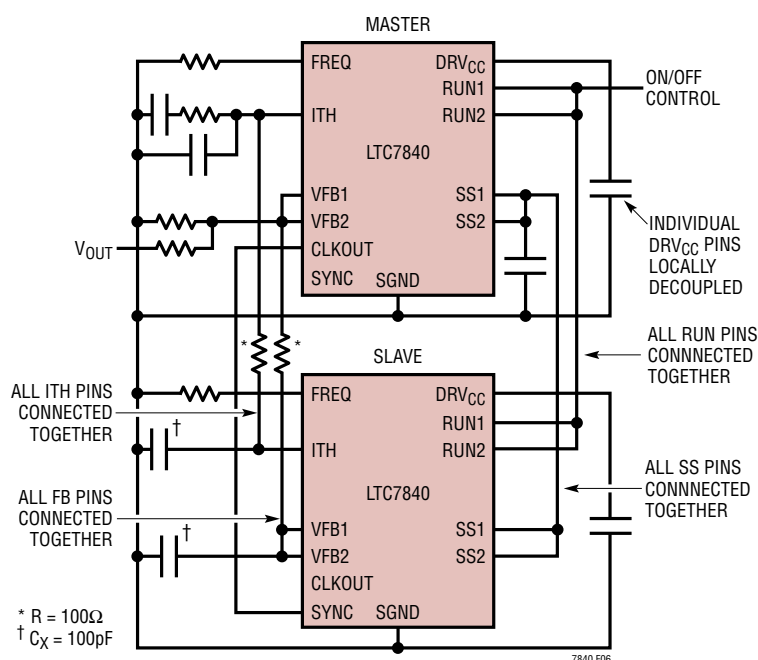 MASTER
FREQ
DRVCC
RUN1
ON/OFF
CONTROL
ITH
RUN2
LTC7840
VFB1
SS1
VFB2
SS2
VOUT
CLKOUT
SYNC
SGND
INDIVIDUAL
DRVCC PINS
LOCALLY
DECOUPLED
*
*
SLAVE
ALL RUN PINS
CONNNECTED
TOGETHER
ALL ITH PINS
CONNECTED
TOGETHER
FREQ
DRVCC
RUN1
†
ITH
RUN2
LTC7840
ALL SS PINS
CONNNECTED
TOGETHER
ALL FB PINS
CONNECTED
TOGETHER
†
VFB1
SS1
VFB2
SS2
CLKOUT
SYNC
SGND
* R = 100Ω
† CX = 100pF
7840 F06